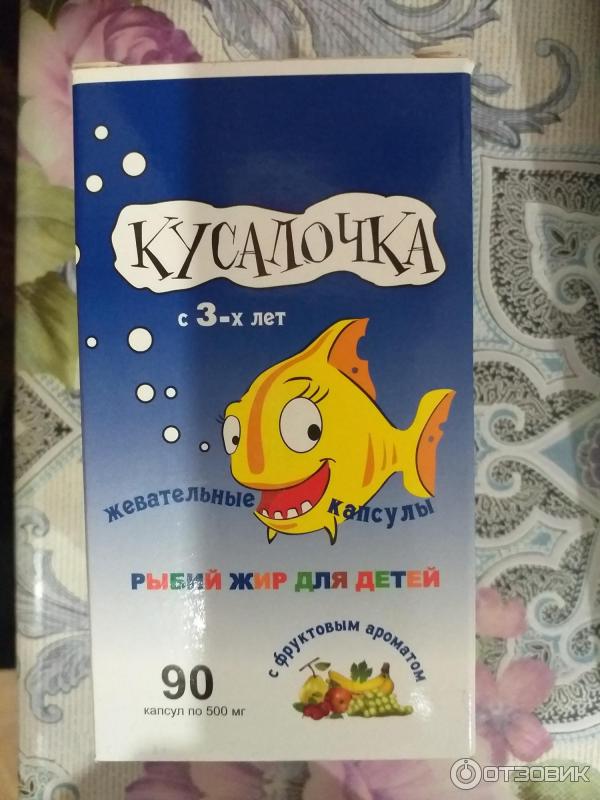 КУСАЛОЧКА
с 3-х лет
жевательные капсулы
РЫБИЙ ЖИР ДЛЯ ДЕТЕЙ
с фруктовым ароматом
90
капсул по 500 мг
ОТЗОВИК